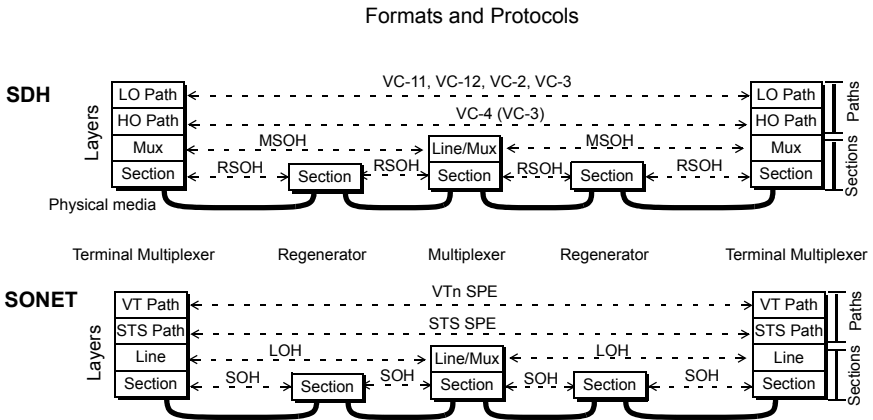 Formats and Protocols
VC-11, VC-12, VC-2, VC-3
SDH
LO Path
LO Path
Paths
Layers
HO Path
VC-4 (VC-3)
HO Path
Mux
MSOH
Line/Mux
MSOH
Mux
Sections
Section
RSOH
Section
RSOH
Section
RSOH
Section
RSOH
Section
Physical media
Terminal Multiplexer
Regenerator
Multiplexer
Regenerator
Terminal Multiplexer
SONET
VTn SPE
VT Path
VT Path
Paths
Layers
STS Path
STS SPE
STS Path
Line
LOH
Line/Mux
LOH
Line
Sections
Section
SOH
Section
SOH
Section
SOH
Section
SOH
Section